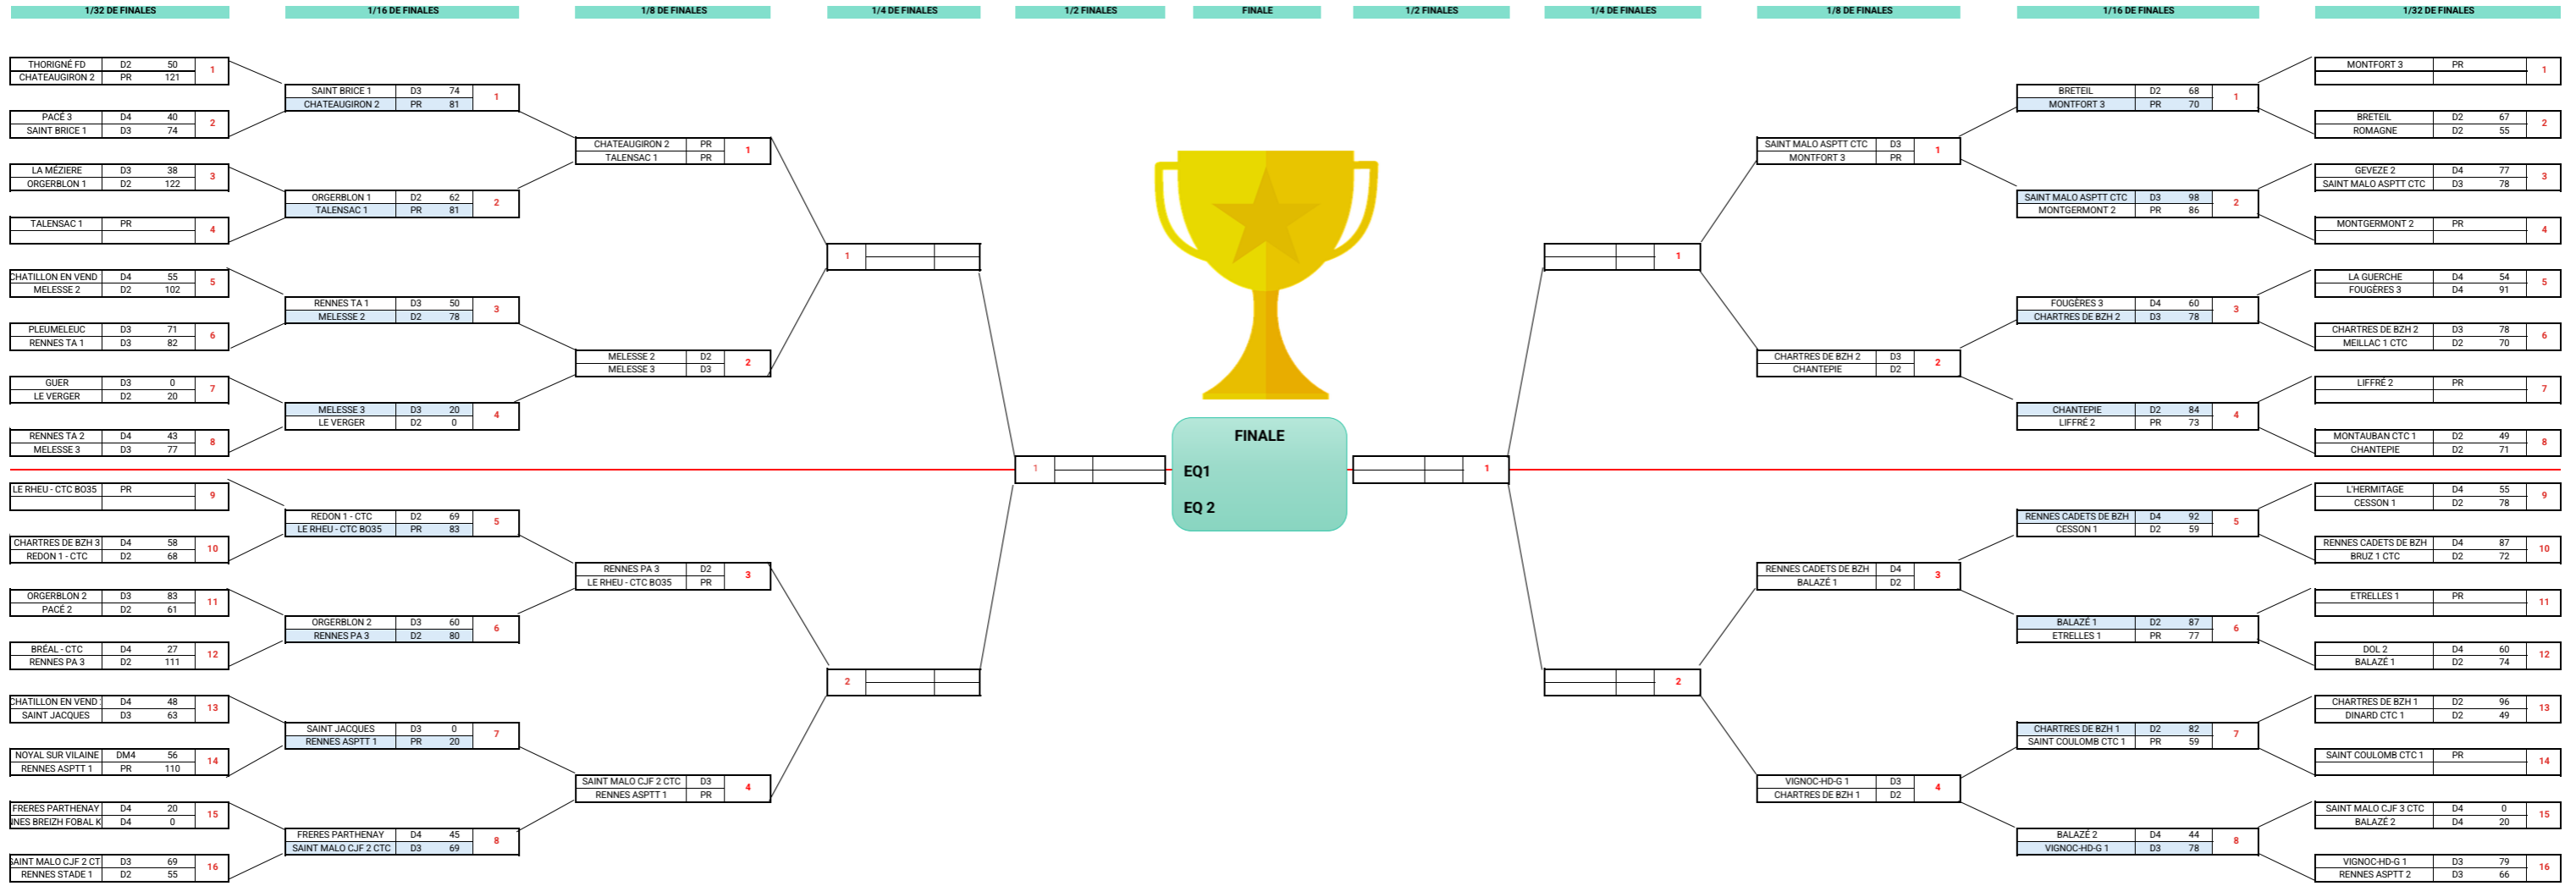 1/32 DE FINALES
1/16 DE FINALES
1/8 DE FINALES
1/4 DE FINALES
1/2 FINALES
FINALE
1/2 FINALES
1/4 DE FINALES
1/8 DE FINALES
1/16 DE FINALES
1/32 DE FINALES
THORIGNÉ FD D2 50
1
CHATEAUGIRON 2 PR 121
PACÉ 3 D4 40
2
SAINT BRICE 1 D3 74
LA MÉZIERE D3 38
3
ORGERBLON 1 D2 122
TALENSAC 1 PR
4
CHATILLON EN VEND D4 55
5
MELESSE 2 D2 102
PLEUMELEUC D3 71
6
RENNES TA 1 D3 82
GUER D3 0
7
LE VERGER D2 20
RENNES TA 2 D4 43
8
MELESSE 3 D3 77
LE RHEU - CTC BO35 PR
9
CHARTRES DE BZH 3 D4 58
10
REDON 1 - CTC D2 68
ORGERBLON 2 D3 83
11
PACÉ 2 D2 61
BRÉAL - CTC D4 27
12
RENNES PA 3 D2 111
CHATILLON EN VEND D4 48
13
SAINT JACQUES D3 63
NOYAL SUR VILAINE DM4 56
14
RENNES ASPTT 1 PR 110
FRERES PARTHENAY D4 20
15
NNES BREIZH FOBAL K D4 0
SAINT MALO CJF 2 CT D3 69
16
RENNES STADE 1 D2 55
SAINT BRICE 1 D3 74
1
CHATEAUGIRON 2 PR 81
ORGERBLON 1 D2 62
2
TALENSAC 1 PR 81
RENNES TA 1 D3 50
3
MELESSE 2 D2 78
MELESSE 3 D3 20
4
LE VERGER D2 0
REDON 1 - CTC D2 69
5
LE RHEU - CTC BO35 PR 83
ORGERBLON 2 D3 60
6
RENNES PA 3 D2 80
SAINT JACQUES D3 0
7
RENNES ASPTT 1 PR 20
FRERES PARTHENAY D4 45
8
SAINT MALO CJF 2 CTC D3 69
CHATEAUGIRON 2 PR
1
TALENSAC 1 PR
MELESSE 2 D2
2
MELESSE 3 D3
RENNES PA 3 D2
3
LE RHEU - CTC BO35 PR
SAINT MALO CJF 2 CTC D3
4
RENNES ASPTT 1 PR
1
2
1
FINALE
EQ1
EQ 2
1
1
2
SAINT MALO ASPTT CTC D3
1
MONTFORT 3 PR
CHARTRES DE BZH 2 D3
2
CHANTEPIE D2
RENNES CADETS DE BZH D4
3
BALAZÉ 1 D2
VIGNOC-HD-G 1 D3
4
CHARTRES DE BZH 1 D2
BRETEIL D2 68
1
MONTFORT 3 PR 70
SAINT MALO ASPTT CTC D3 98
2
MONTGERMONT 2 PR 86
FOUGÈRES 3 D4 60
3
CHARTRES DE BZH 2 D3 78
CHANTEPIE D2 84
4
LIFFRÉ 2 PR 73
RENNES CADETS DE BZH D4 92
5
CESSON 1 D2 59
BALAZÉ 1 D2 87
6
ETRELLES 1 PR 77
CHARTRES DE BZH 1 D2 82
7
SAINT COULOMB CTC 1 PR 59
BALAZÉ 2 D4 44
8
VIGNOC-HD-G 1 D3 78
MONTFORT 3 PR
1
BRETEIL D2 67
2
ROMAGNE D2 55
GEVEZE 2 D4 77
3
SAINT MALO ASPTT CTC D3 78
MONTGERMONT 2 PR
4
LA GUERCHE D4 54
5
FOUGÈRES 3 D4 91
CHARTRES DE BZH 2 D3 78
6
MEILLAC 1 CTC D2 70
LIFFRÉ 2 PR
7
MONTAUBAN CTC 1 D2 49
8
CHANTEPIE D2 71
L'HERMITAGE D4 55
9
CESSON 1 D2 78
RENNES CADETS DE BZH D4 87
10
BRUZ 1 CTC D2 72
ETRELLES 1 PR
11
DOL 2 D4 60
12
BALAZÉ 1 D2 74
CHARTRES DE BZH 1 D2 96
13
DINARD CTC 1 D2 49
SAINT COULOMB CTC 1 PR
14
SAINT MALO CJF 3 CTC D4 0
15
BALAZÉ 2 D4 20
VIGNOC-HD-G 1 D3 79
16
RENNES ASPTT 2 D3 66